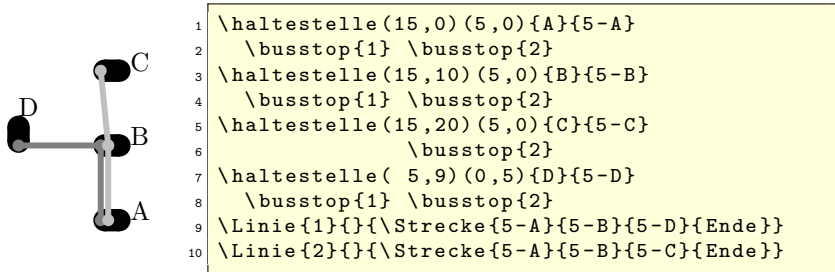 C
D
B
A
1 \haltestelle(15,0)(5,0){A}{5-A}
2   \busstop{1} \busstop{2}
3 \haltestelle(15,10)(5,0){B}{5-B}
4   \busstop{1} \busstop{2}
5 \haltestelle(15,20)(5,0){C}{5-C}
6               \busstop{2}
7 \haltestelle( 5,9)(0,5){D}{5-D}
8   \busstop{1} \busstop{2}
9 \Linie{1}{}{\Strecke{5-A}{5-B}{5-D}{Ende}}
10 \Linie{2}{}{\Strecke{5-A}{5-B}{5-C}{Ende}}